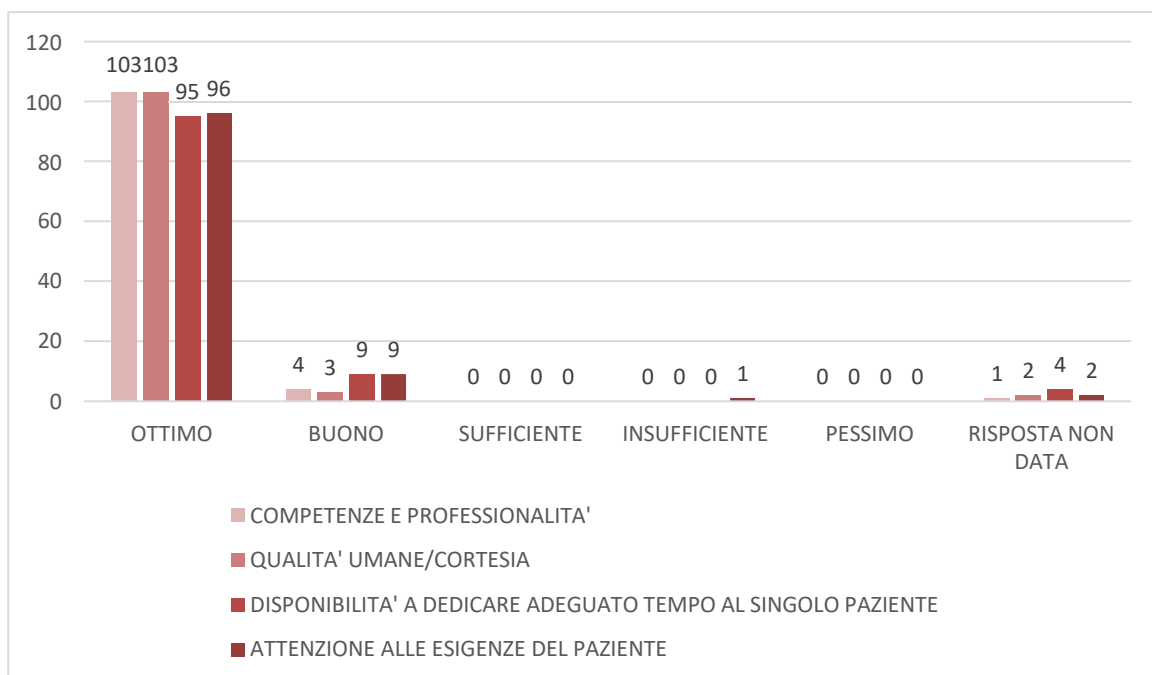 120
103 103
95 96
100
80
60
40
20
4 3 9 9
0 0 0 0
0 0 0 1
0 0 0 0
1 2 4 2
0
OTTIMO
BUONO
SUFFICIENTE
INSUFFICIENTE
PESSIMO
RISPOSTA NON
DATA
COMPETENZE E PROFESSIONALITA'
QUALITA' UMANE/CORTESIA
DISPONIBILITA' A DEDICARE ADEGUATO TEMPO AL SINGOLO PAZIENTE
ATTENZIONE ALLE ESIGENZE DEL PAZIENTE